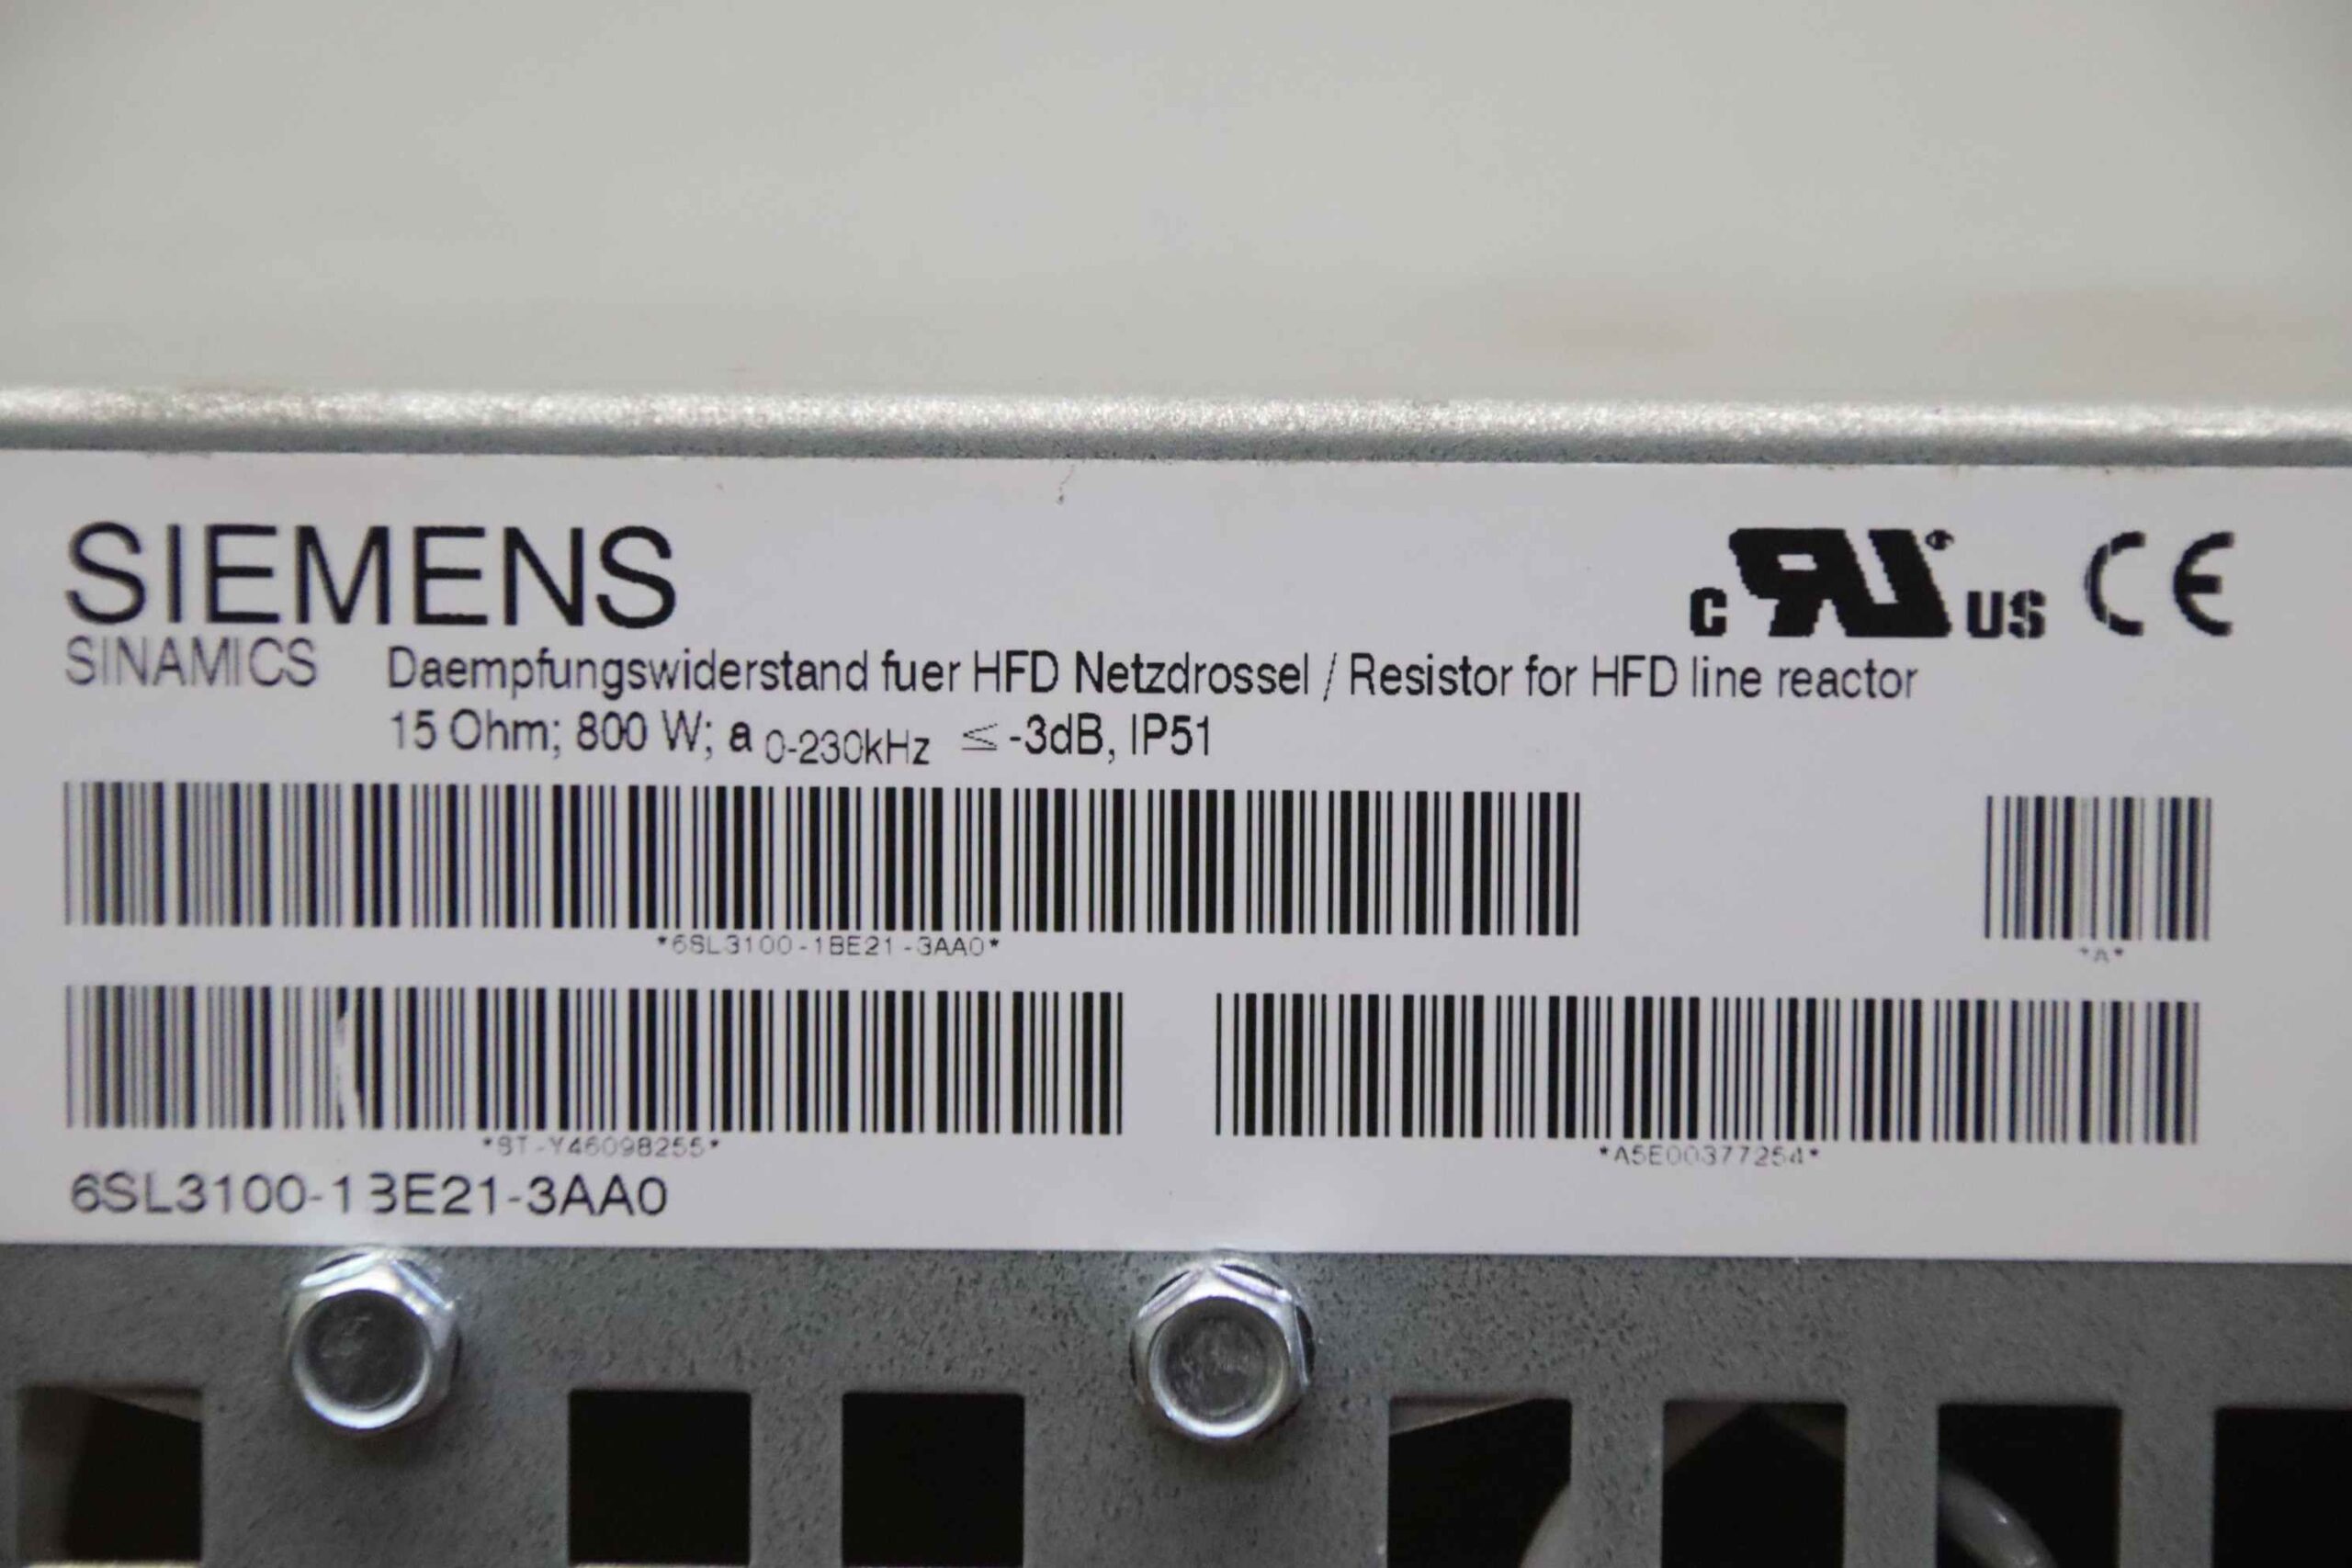 SIEMENS
c RU ® US CE
SINAMICS Daempfungswiderstand fuer HFD Netzdrossel / Resistor for HFD line reactor
15 Ohm; 800 W; a 0-230kHz ≤ -3dB, IP51
*6SL3100-1BE21-3AA0* *A*
*ST-Y46098255* *A5E00377254*
6SL3100-1BE21-3AA0